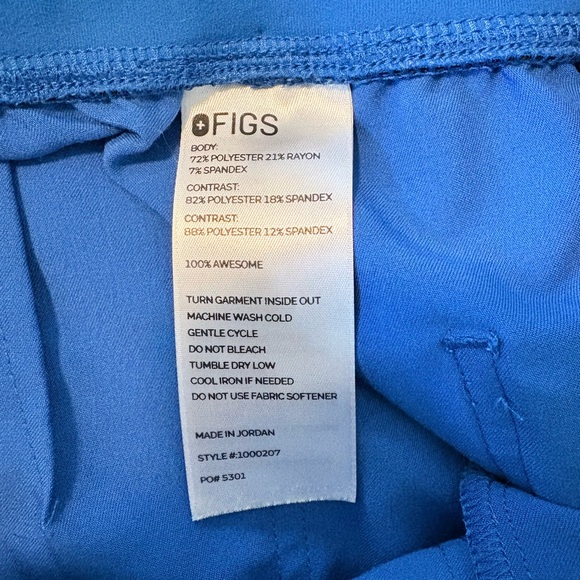 FIGS
BODY:
72% POLYESTER 21% RAYON
7% SPANDEX
CONTRAST:
82% POLYESTER 18% SPANDEX
CONTRAST:
88% POLYESTER 12% SPANDEX
100% AWESOME
TURN GARMENT INSIDE OUT
MACHINE WASH COLD
GENTLE CYCLE
DO NOT BLEACH
TUMBLE DRY LOW
COOL IRON IF NEEDED
DO NOT USE FABRIC SOFTENER
MADE IN JORDAN
STYLE #:1000207
PO# 5301